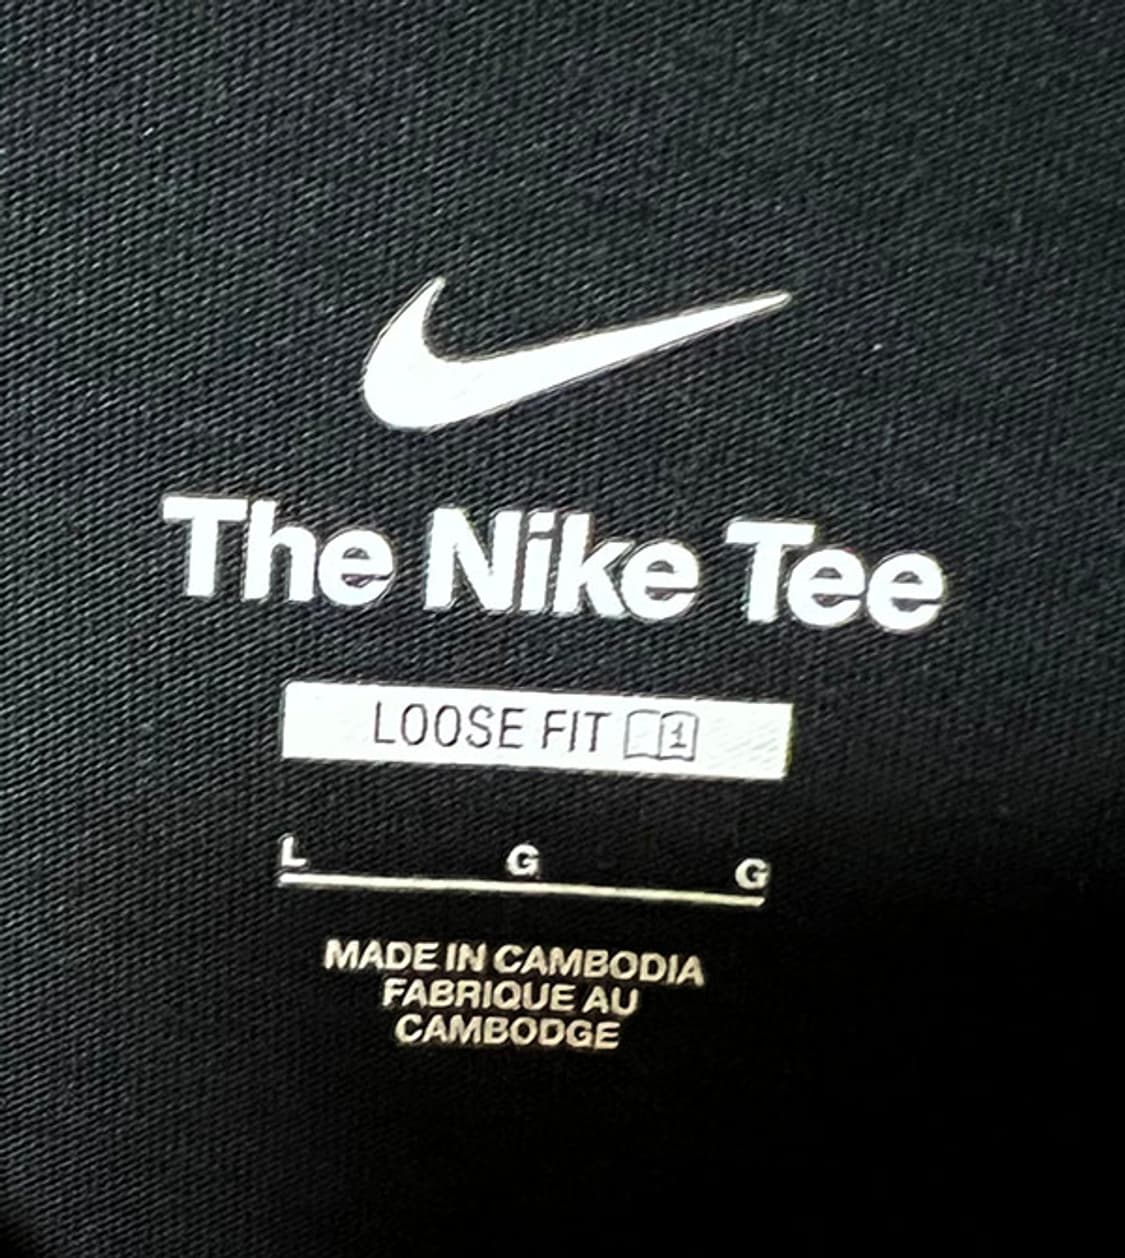 The Nike Tee
LOOSE FIT 1
L G G
MADE IN CAMBODIA
FABRIQUE AU
CAMBODGE